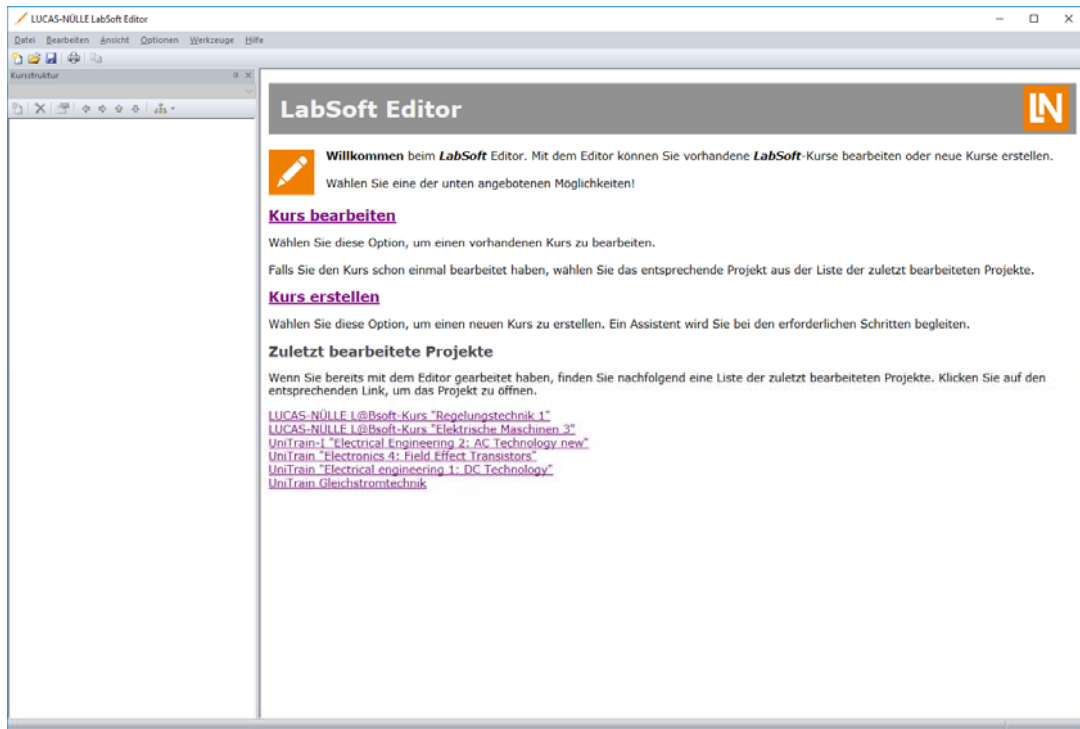 LUCAS-NÜLLE LabSoft Editor
Datei Bearbeiten Ansicht Optionen Werkzeuge Hilfe
Kursstruktur
LabSoft Editor
LN
Willkommen beim LabSoft Editor. Mit dem Editor können Sie vorhandene LabSoft-Kurse bearbeiten oder neue Kurse erstellen.
Wählen Sie eine der unten angebotenen Möglichkeiten!
Kurs bearbeiten
Wählen Sie diese Option, um einen vorhandenen Kurs zu bearbeiten.
Falls Sie den Kurs schon einmal bearbeitet haben, wählen Sie das entsprechende Projekt aus der Liste der zuletzt bearbeiteten Projekte.
Kurs erstellen
Wählen Sie diese Option, um einen neuen Kurs zu erstellen. Ein Assistent wird Sie bei den erforderlichen Schritten begleiten.
Zuletzt bearbeitete Projekte
Wenn Sie bereits mit dem Editor gearbeitet haben, finden Sie nachfolgend eine Liste der zuletzt bearbeiteten Projekte. Klicken Sie auf den
entsprechenden Link, um das Projekt zu öffnen.
LUCAS-NÜLLE L@Bsoft-Kurs "Regelungstechnik 1"
LUCAS-NÜLLE L@Bsoft-Kurs "Elektrische Maschinen 3"
UniTrain-I "Electrical Engineering 2: AC Technology new"
UniTrain "Electronics 4: Field Effect Transistors"
UniTrain "Electrical engineering 1: DC Technology"
UniTrain Gleichstromtechnik